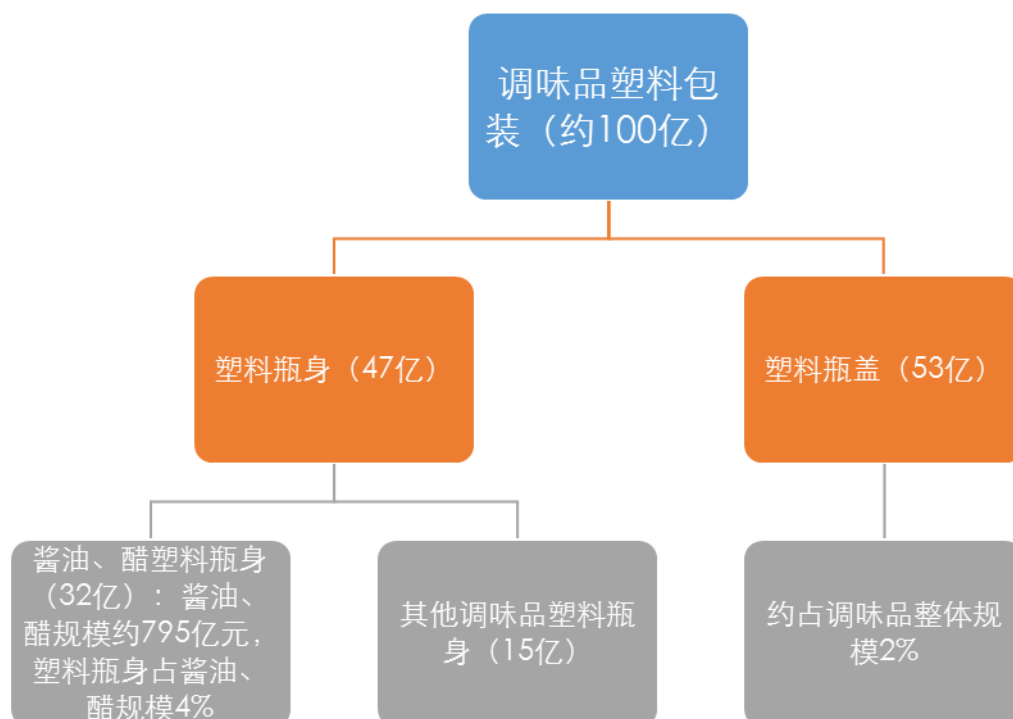 调味品塑料包
装（约100亿）
塑料瓶身（47亿）
塑料瓶盖（53亿）
酱油、醋塑料瓶身
（32亿）：酱油、
醋规模约795亿元，
塑料瓶身占酱油、
醋规模4%
其他调味品塑料瓶
身（15亿）
约占调味品整体规
模2%